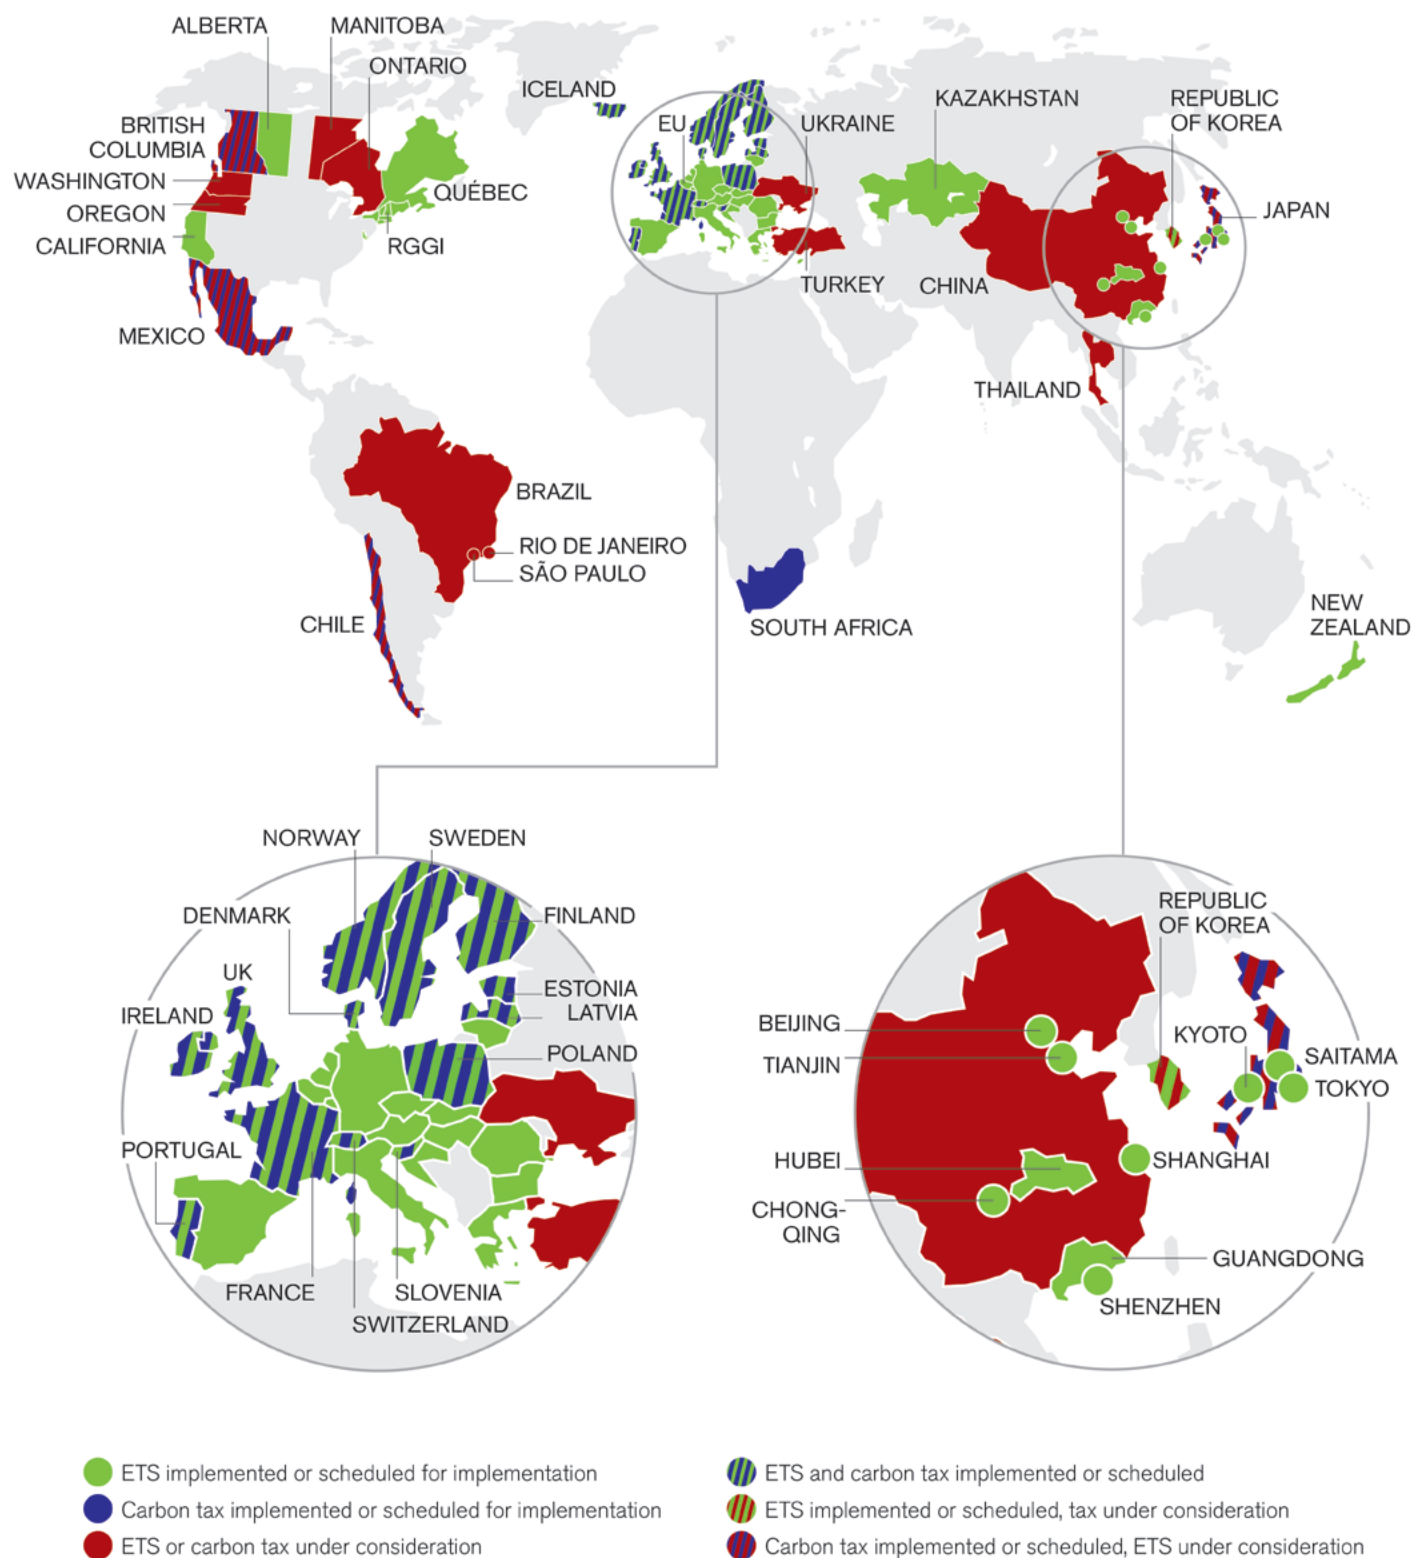 ALBERTA
MANITOBA
ONTARIO
BRITISH
COLUMBIA
WASHINGTON
OREGON
CALIFORNIA
QUÉBEC
RGGI
MEXICO
ICELAND
EU
UKRAINE
TURKEY
KAZAKHSTAN
REPUBLIC
OF KOREA
JAPAN
CHINA
THAILAND
BRAZIL
RIO DE JANEIRO
SÃO PAULO
CHILE
SOUTH AFRICA
NEW
ZEALAND
NORWAY
SWEDEN
DENMARK
FINLAND
UK
IRELAND
ESTONIA
LATVIA
POLAND
PORTUGAL
FRANCE
SLOVENIA
SWITZERLAND
REPUBLIC
OF KOREA
BEIJING
TIANJIN
KYOTO
SAITAMA
TOKYO
HUBEI
SHANGHAI
CHONG-
QING
GUANGDONG
SHENZHEN
ETS implemented or scheduled for implementation
Carbon tax implemented or scheduled for implementation
ETS or carbon tax under consideration
ETS and carbon tax implemented or scheduled
ETS implemented or scheduled, tax under consideration
Carbon tax implemented or scheduled, ETS under consideration